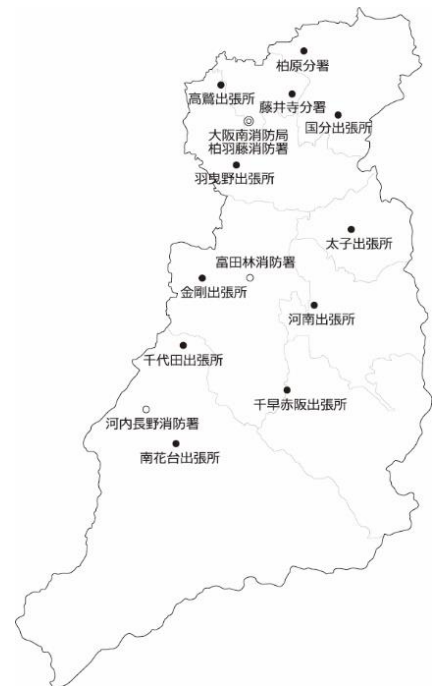 柏原分署
高鷲出張所
藤井寺分署
国分出張所
大阪南消防局
柏羽藤消防署
羽曳野出張所
太子出張所
富田林消防署
金剛出張所
河南出張所
千代田出張所
千早赤阪出張所
河内長野消防署
南花台出張所